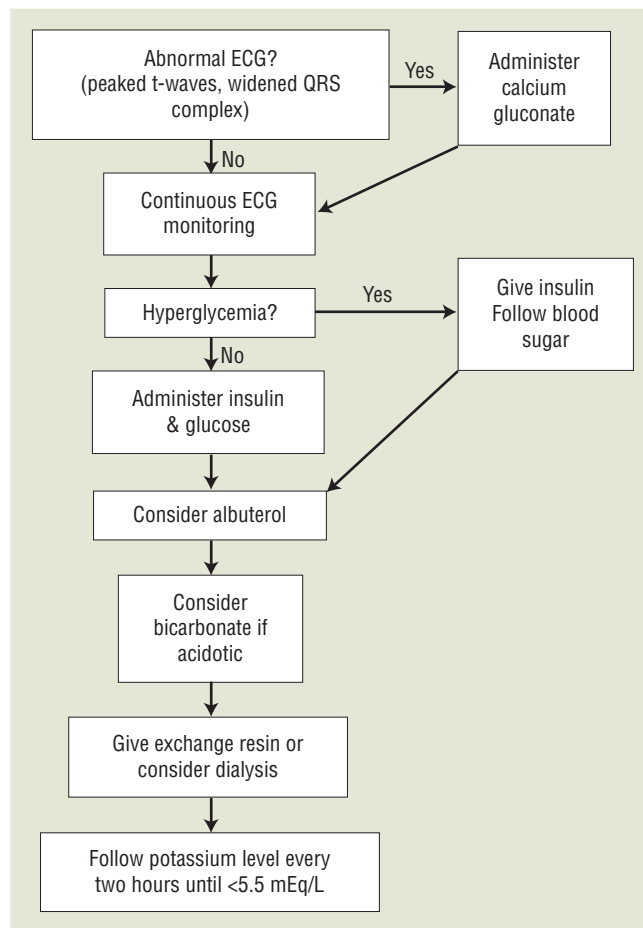 Abnormal ECG?
(peaked t-waves, widened QRS
complex)
Yes
Administer
calcium
gluconate
No
Continuous ECG
monitoring
Hyperglycemia?
Yes
Give insulin
Follow blood
sugar
No
Administer insulin
& glucose
Consider albuterol
Consider
bicarbonate if
acidotic
Give exchange resin or
consider dialysis
Follow potassium level every
two hours until <5.5 mEq/L